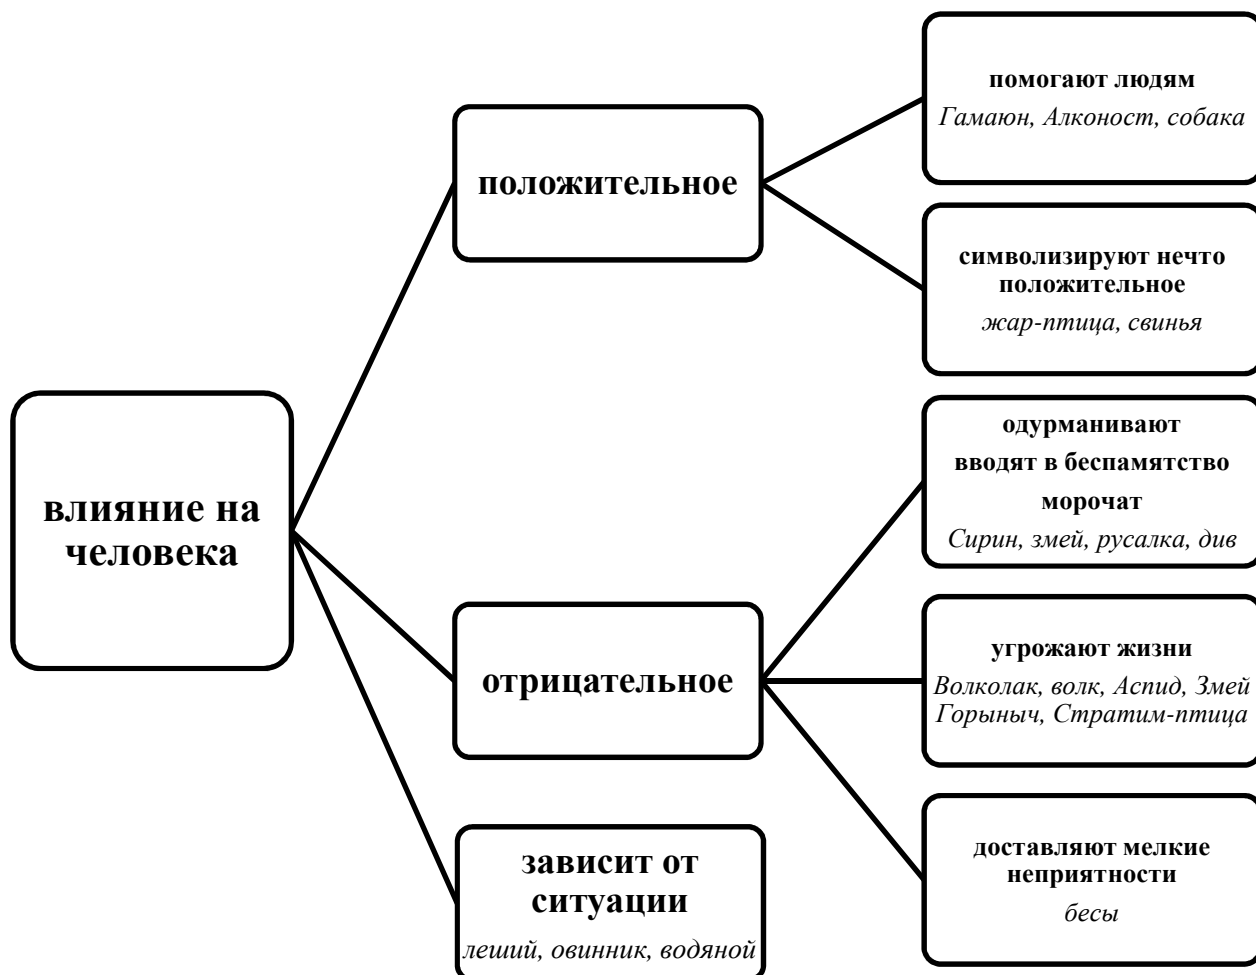 влияние на
человека
положительное
помогают людям
Гамаюн, Алконост, собака
символизируют нечто
положительное
жар-птица, свинья
отрицательное
одурманивают
вводят в беспамятство
морочат
Сирин, змей, русалка, див
угрожают жизни
Волколак, волк, Аспид, Змей
Горыныч, Стратим-птица
доставляют мелкие
неприятности
бесы
зависит от
ситуации
леший, овинник, водяной